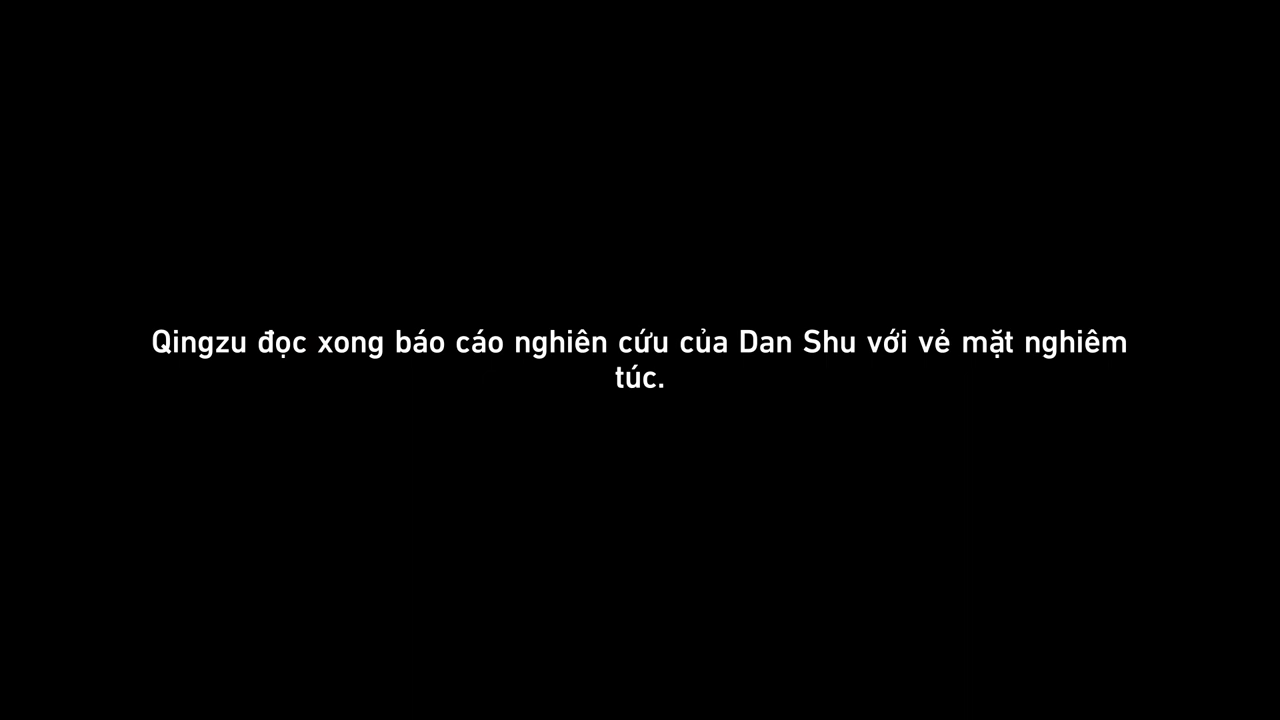 Qingzu đọc xong báo cáo nghiên cứu của Dan Shu với vẻ mặt nghiêm
túc.